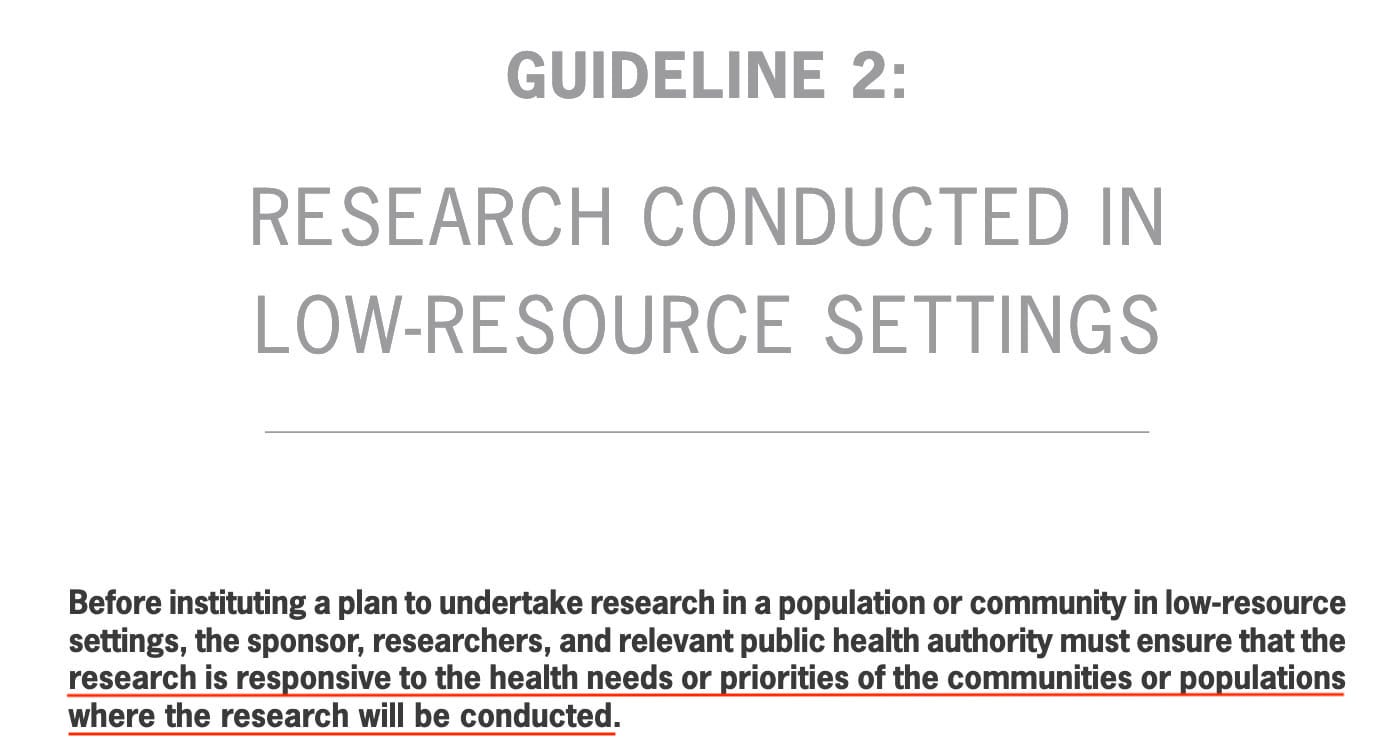 GUIDELINE 2:
RESEARCH CONDUCTED IN
LOW-RESOURCE SETTINGS
Before instituting a plan to undertake research in a population or community in low-resource
settings, the sponsor, researchers, and relevant public health authority must ensure that the
research is responsive to the health needs or priorities of the communities or populations
where the research will be conducted.